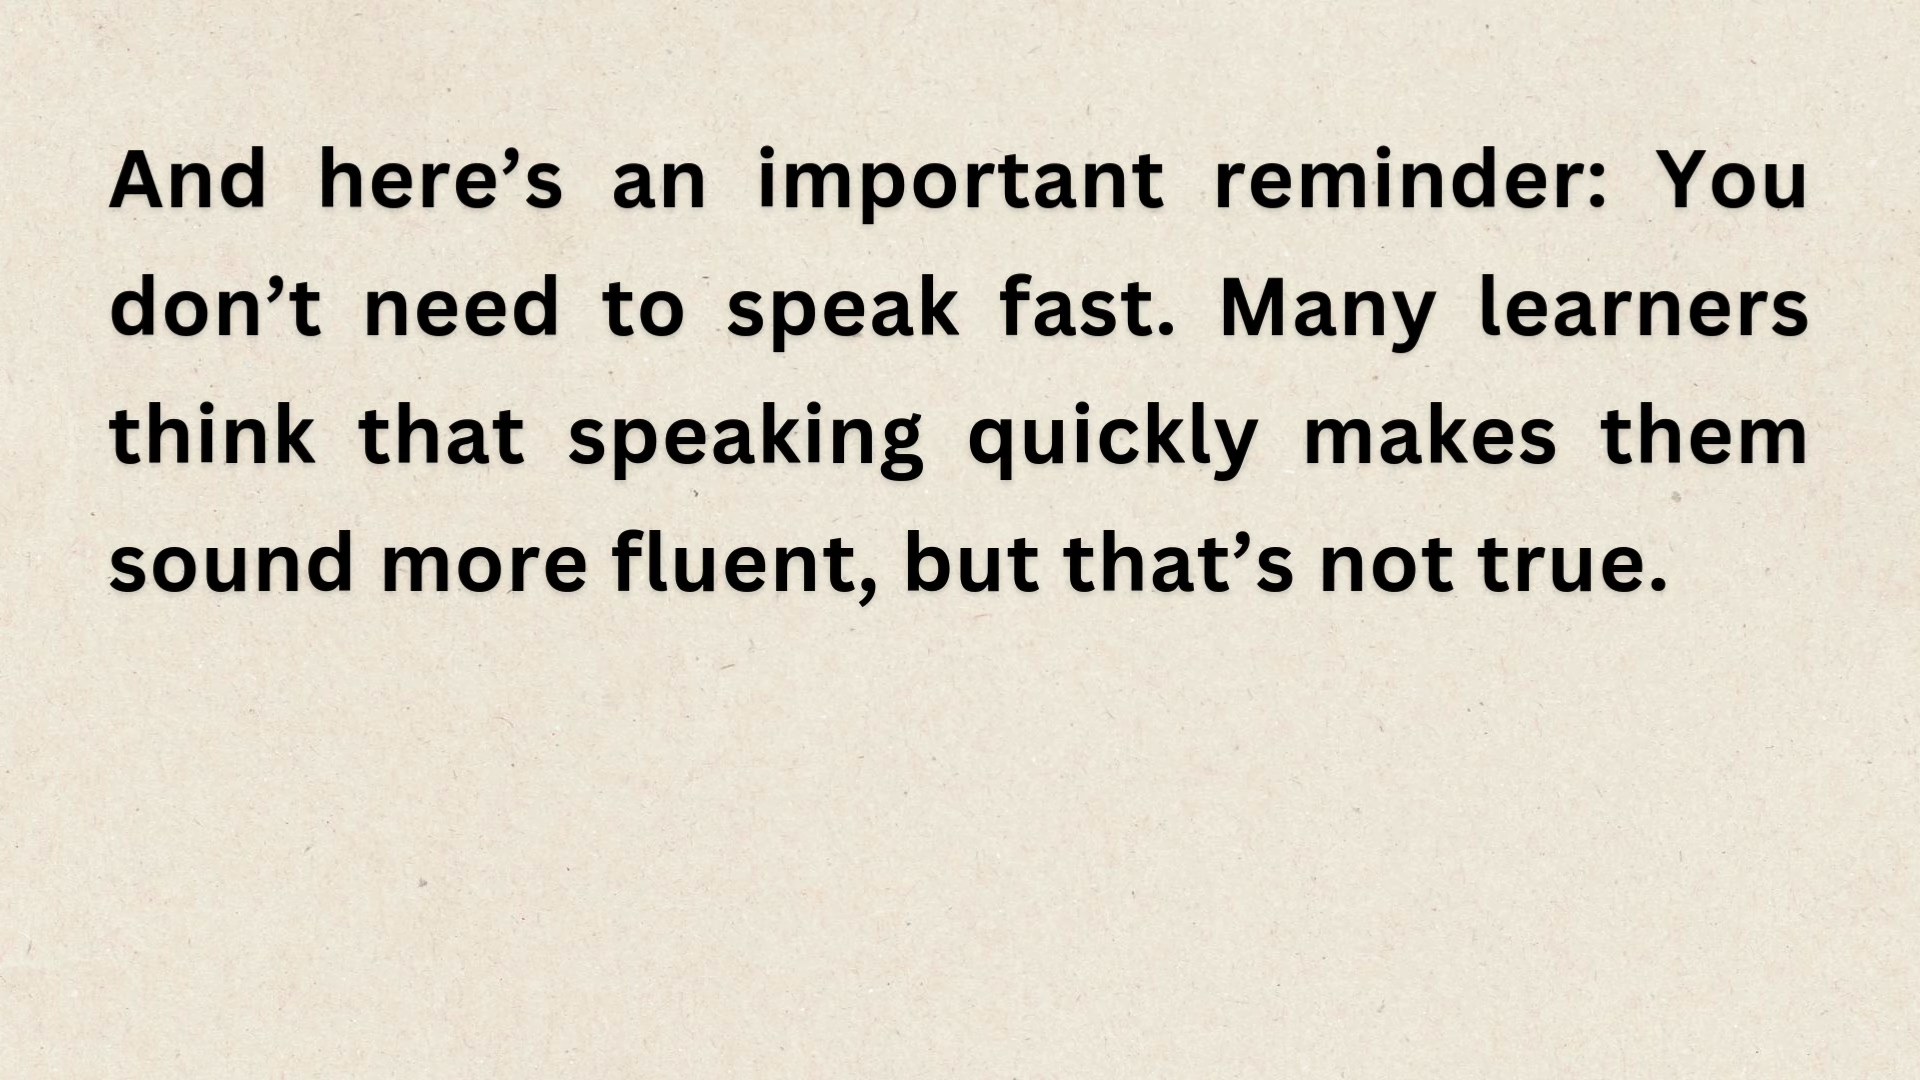 And here’s an important reminder: You
don’t need to speak fast. Many learners
think that speaking quickly makes them
sound more fluent, but that’s not true.